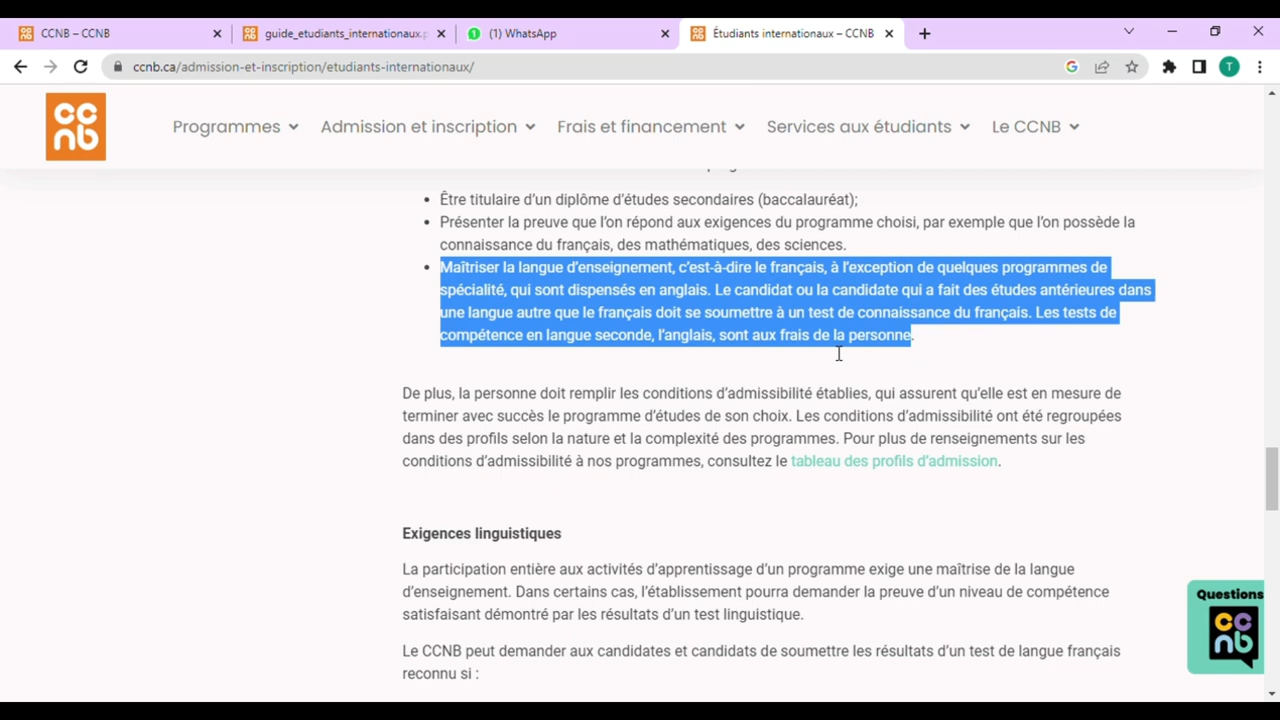 CCNB – CCNB
guide_etudiants_internationaux.p
(1) WhatsApp
Étudiants internationaux – CCNB
ccnb.ca/admission-et-inscription/etudiants-internationaux/
T
cc
nb
Programmes
Admission et inscription
Frais et financement
Services aux étudiants
Le CCNB
• Être titulaire d’un diplôme d’études secondaires (baccalauréat);
• Présenter la preuve que l’on répond aux exigences du programme choisi, par exemple que l’on possède la
connaissance du français, des mathématiques, des sciences.
• Maîtriser la langue d’enseignement, c’est-à-dire le français, à l’exception de quelques programmes de
spécialité, qui sont dispensés en anglais. Le candidat ou la candidate qui a fait des études antérieures dans
une langue autre que le français doit se soumettre à un test de connaissance du français. Les tests de
compétence en langue seconde, l’anglais, sont aux frais de la personne.
De plus, la personne doit remplir les conditions d’admissibilité établies, qui assurent qu’elle est en mesure de
terminer avec succès le programme d’études de son choix. Les conditions d’admissibilité ont été regroupées
dans des profils selon la nature et la complexité des programmes. Pour plus de renseignements sur les
conditions d’admissibilité à nos programmes, consultez le tableau des profils d’admission.
Exigences linguistiques
La participation entière aux activités d’apprentissage d’un programme exige une maîtrise de la langue
d’enseignement. Dans certains cas, l’établissement pourra demander la preuve d’un niveau de compétence
satisfaisant démontré par les résultats d’un test linguistique.
Le CCNB peut demander aux candidates et candidats de soumettre les résultats d’un test de langue français
reconnu si :
Questions
cc
nb